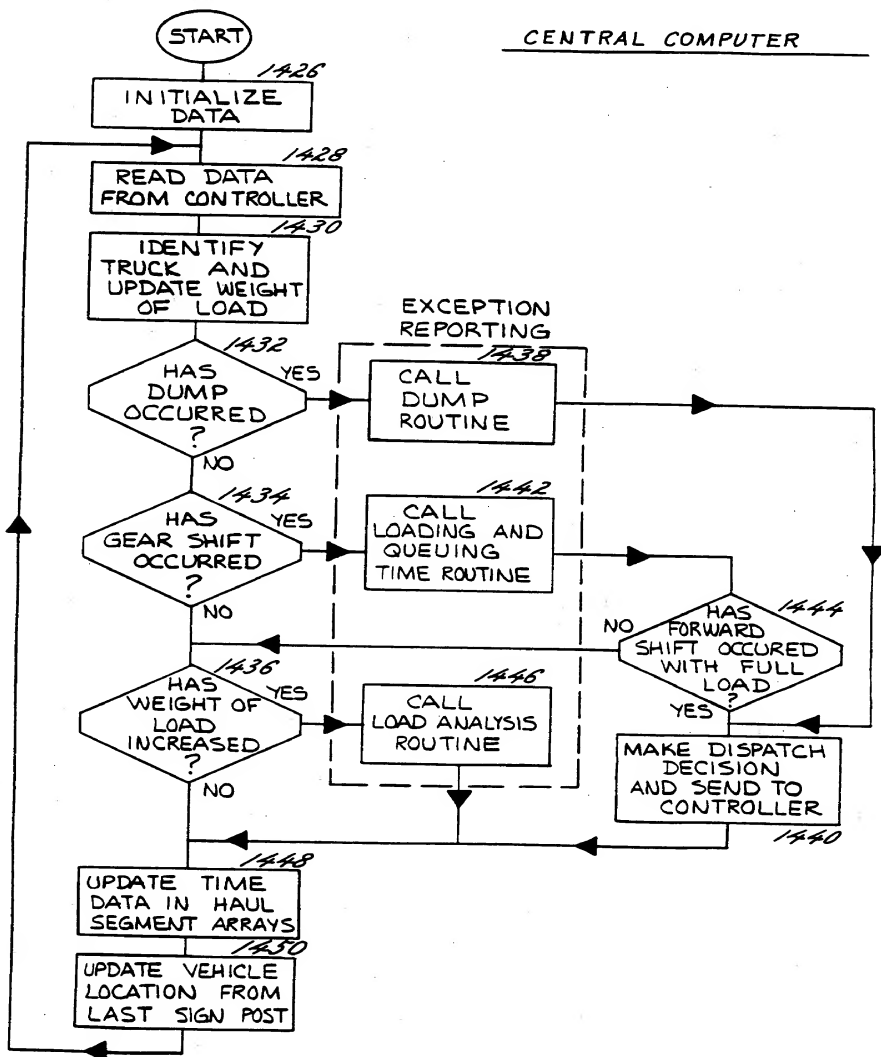 START
CENTRAL COMPUTER
1426
INITIALIZE
DATA
1428
READ DATA
FROM CONTROLLER
1430
IDENTIFY
TRUCK AND
UPDATE WEIGHT
OF LOAD
EXCEPTION
REPORTING
1432
HAS
DUMP
OCCURRED
?
YES
NO
1438
CALL
DUMP
ROUTINE
1434
HAS
GEAR SHIFT
OCCURRED
?
YES
NO
1442
CALL
LOADING AND
QUEUING
TIME ROUTINE
1444
HAS
FORWARD
SHIFT OCCURED
WITH FULL
LOAD
?
NO
YES
1436
HAS
WEIGHT OF
LOAD
INCREASED
?
YES
NO
1446
CALL
LOAD ANALYSIS
ROUTINE
MAKE DISPATCH
DECISION
AND SEND TO
CONTROLLER
1440
1448
UPDATE TIME
DATA IN HAUL
SEGMENT ARRAYS
1450
UPDATE VEHICLE
LOCATION FROM
LAST SIGN POST